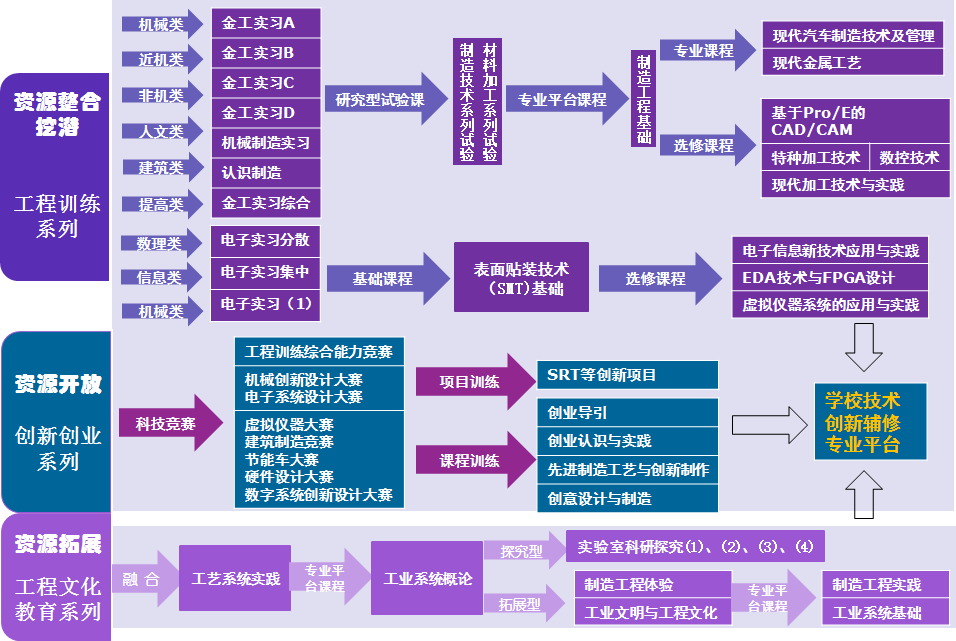 资源整合
挖潜
工程训练
系列
机械类
近机类
非机类
人文类
建筑类
提高类
数理类
信息类
机械类
金工实习A
金工实习B
金工实习C
金工实习D
机械制造实习
认识制造
金工实习综合
电子实习分散
电子实习集中
电子实习（1）
研究型试验课
制造技术系列试验
材料加工系列试验
专业平台课程
制造工程基础
专业课程
选修课程
现代汽车制造技术及管理
现代金属工艺
基于Pro/E的
CAD/CAM
特种加工技术
数控技术
现代加工技术与实践
基础课程
表面贴装技术
（SMT)基础
选修课程
电子信息新技术应用与实践
EDA技术与FPGA设计
虚拟仪器系统的应用与实践
资源开放
创新创业
系列
科技竞赛
工程训练综合能力竞赛
机械创新设计大赛
电子系统设计大赛
虚拟仪器大赛
建筑制造竞赛
节能车大赛
硬件设计大赛
数字系统创新设计大赛
项目训练
课程训练
SRT等创新项目
创业导引
创业认识与实践
先进制造工艺与创新制作
创意设计与制造
学校技术
创新辅修
专业平台
资源拓展
工程文化
教育系列
融 合
工艺系统实践
专业平
台课程
工业系统概论
探究型
拓展型
实验室科研探究(1)、(2)、(3)、(4)
制造工程体验
工业文明与工程文化
专业平
台课程
制造工程实践
工业系统基础